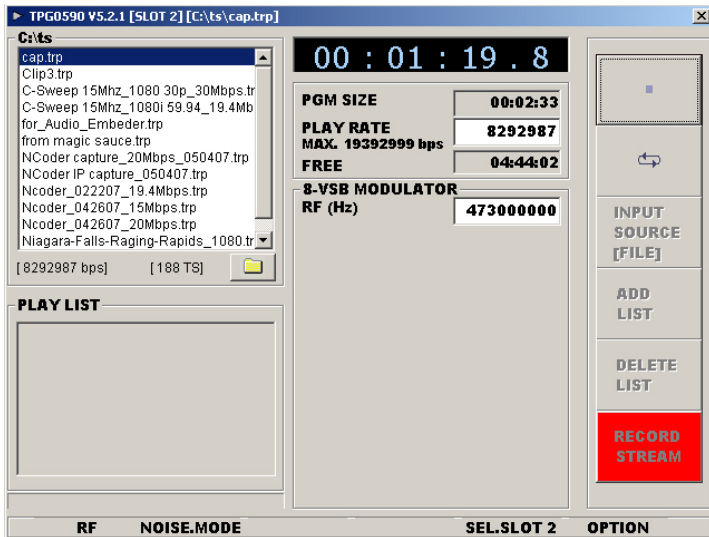 TPG0590 V5.2.1 [SLOT 2] [C:\ts\cap.trp]
C:\ts
cap.trp
Clip3.trp
C-Sweep 15Mhz_1080 30p_30Mbps.tr
C-Sweep 15Mhz_1080i 59.94_19.4Mb
for_Audio_Embeder.trp
from magic sauce.trp
NCoder capture_20Mbps_050407.trp
NCoder IP capture_050407.trp
Ncoder_022207_19.4Mbps.trp
Ncoder_042607_15Mbps.trp
Ncoder_042607_20Mbps.trp
Niagara-Falls-Raging-Rapids_1080.tr
[8292987 bps] [188 TS]
PLAY LIST
00 : 01 : 19 . 8
PGM SIZE 00:02:33
PLAY RATE 8292987
MAX. 19392999 bps
FREE 04:44:02
8-VSB MODULATOR
RF (Hz) 473000000
INPUT
SOURCE
[FILE]
ADD
LIST
DELETE
LIST
RECORD
STREAM
RF NOISE.MODE SEL.SLOT 2 OPTION